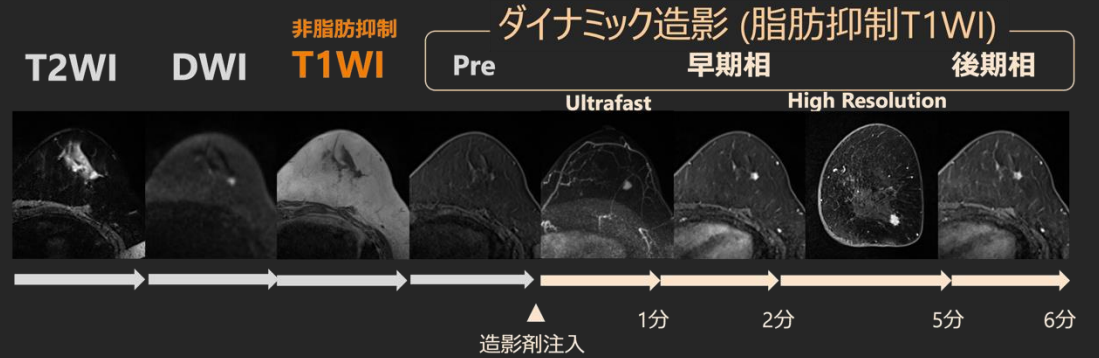 ダイナミック造影 (脂肪抑制T1WI)
非脂肪抑制
T2WI DWI T1WI Pre 早期相 後期相
Ultrafast High Resolution
1分 2分 5分 6分
造影剤注入